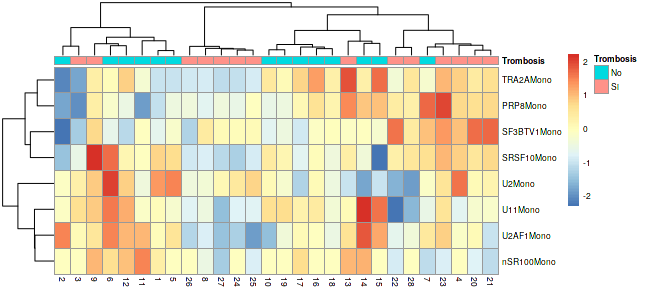 Trombosis
TRA2AMono
PRP8Mono
SF3BTV1Mono
SRSF10Mono
U2Mono
U11Mono
U2AF1Mono
nSR100Mono
2 3 9 6 12 11 1 5 26 8 27 24 25 10 19 17 16 18 13 14 15 22 28 7 23 4 20 21
2
1
0
-1
-2
Trombosis
No
SI